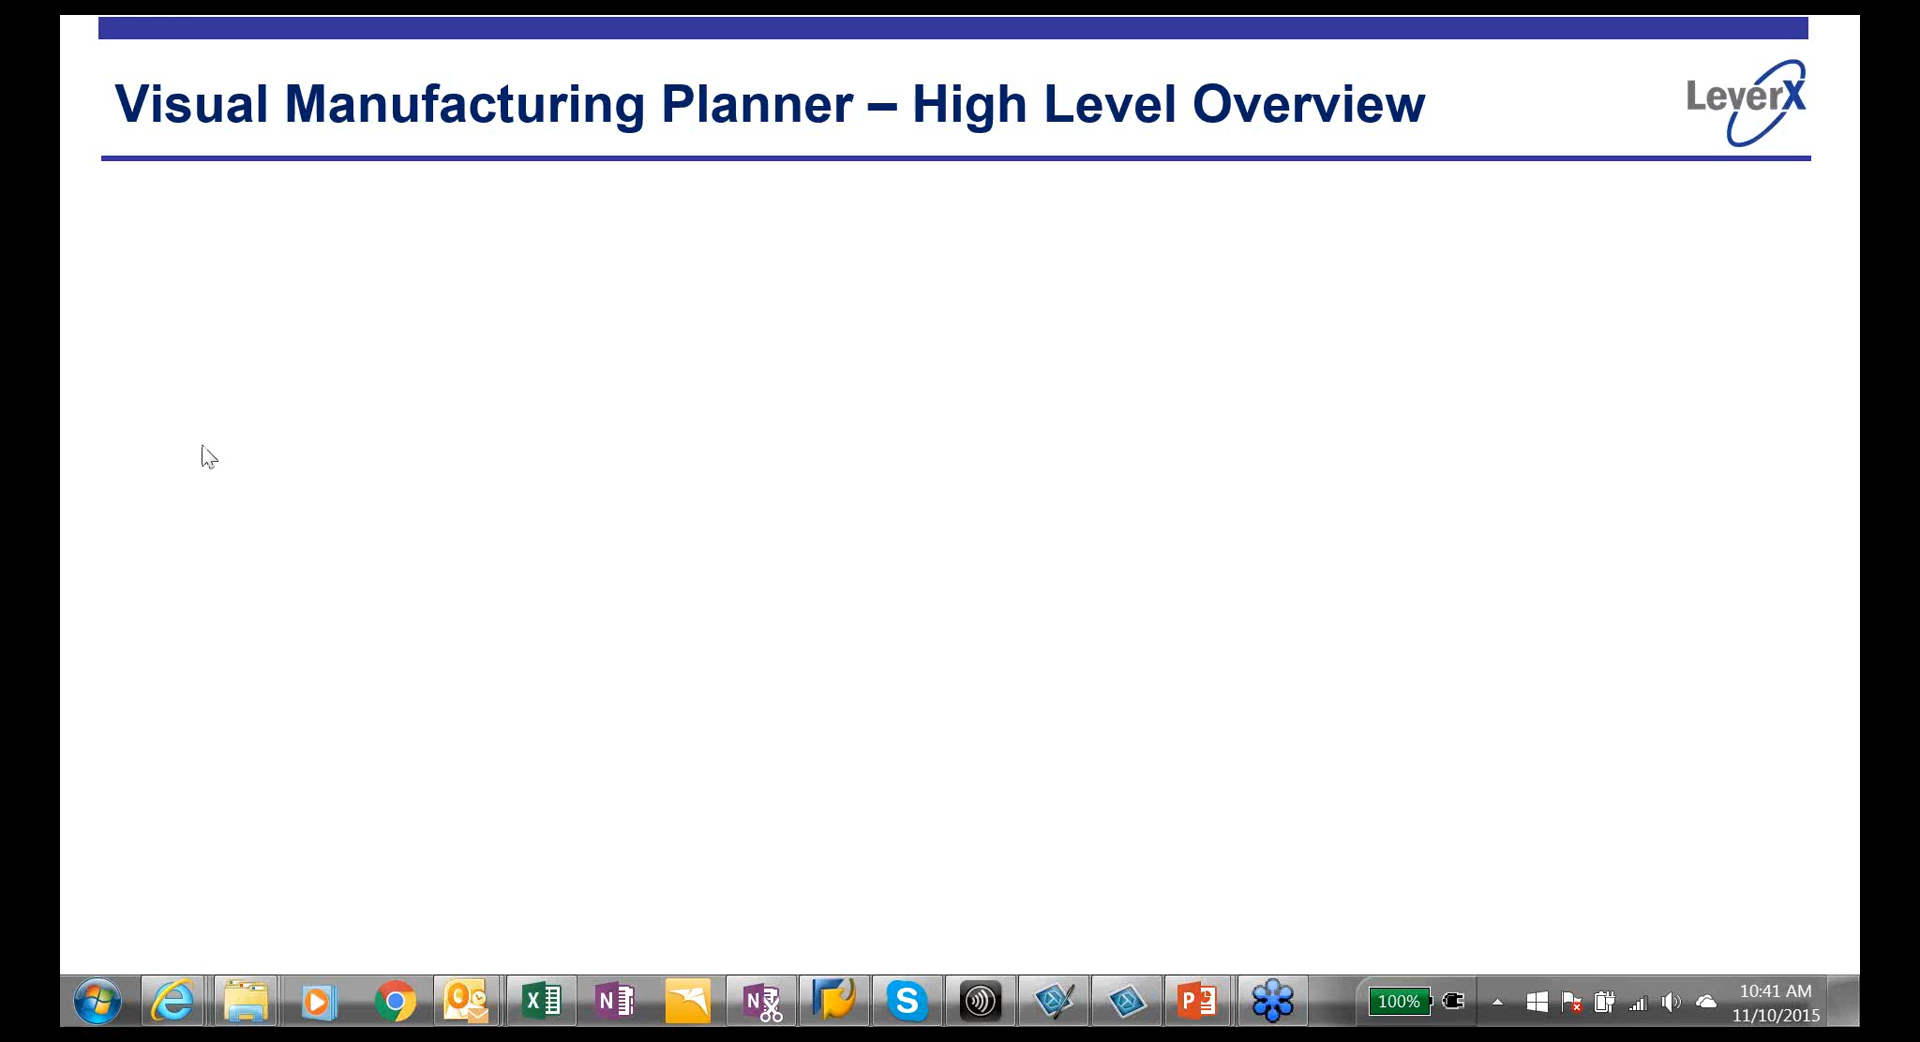 Visual Manufacturing Planner – High Level Overview
LeverX
100%
10:41 AM
11/10/2015